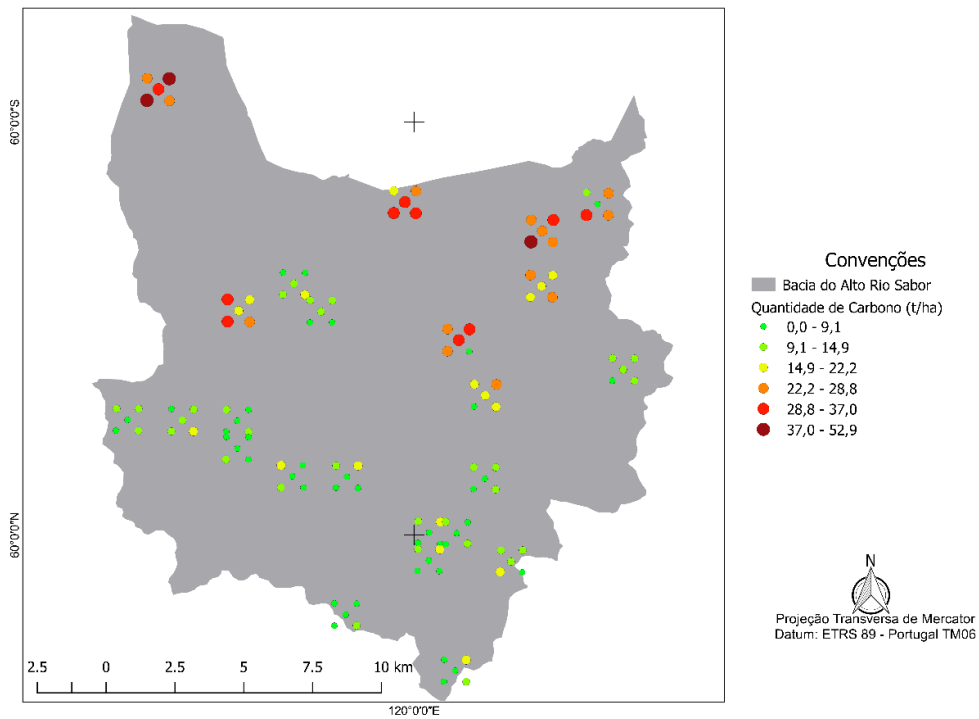 60°0'0"S
60°0'0"N
2.5 0 2.5 5 7.5 10 km
120°0'0"E
Convenções
Bacia do Alto Rio Sabor
Quantidade de Carbono (t/ha)
0,0 - 9,1
9,1 - 14,9
14,9 - 22,2
22,2 - 28,8
28,8 - 37,0
37,0 - 52,9
N
Projeção Transversa de Mercator
Datum: ETRS 89 - Portugal TM06